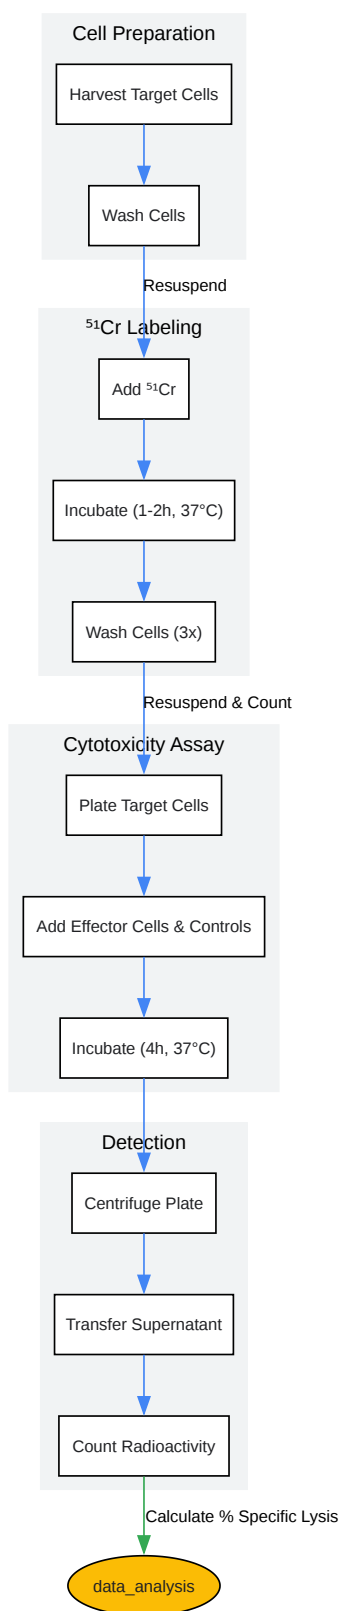 Cell Preparation
Harvest Target Cells
Wash Cells
Resuspend
⁵¹Cr Labeling
Add ⁵¹Cr
Incubate (1-2h, 37°C)
Wash Cells (3x)
Resuspend & Count
Cytotoxicity Assay
Plate Target Cells
Add Effector Cells & Controls
Incubate (4h, 37°C)
Detection
Centrifuge Plate
Transfer Supernatant
Count Radioactivity
Calculate % Specific Lysis
data_analysis